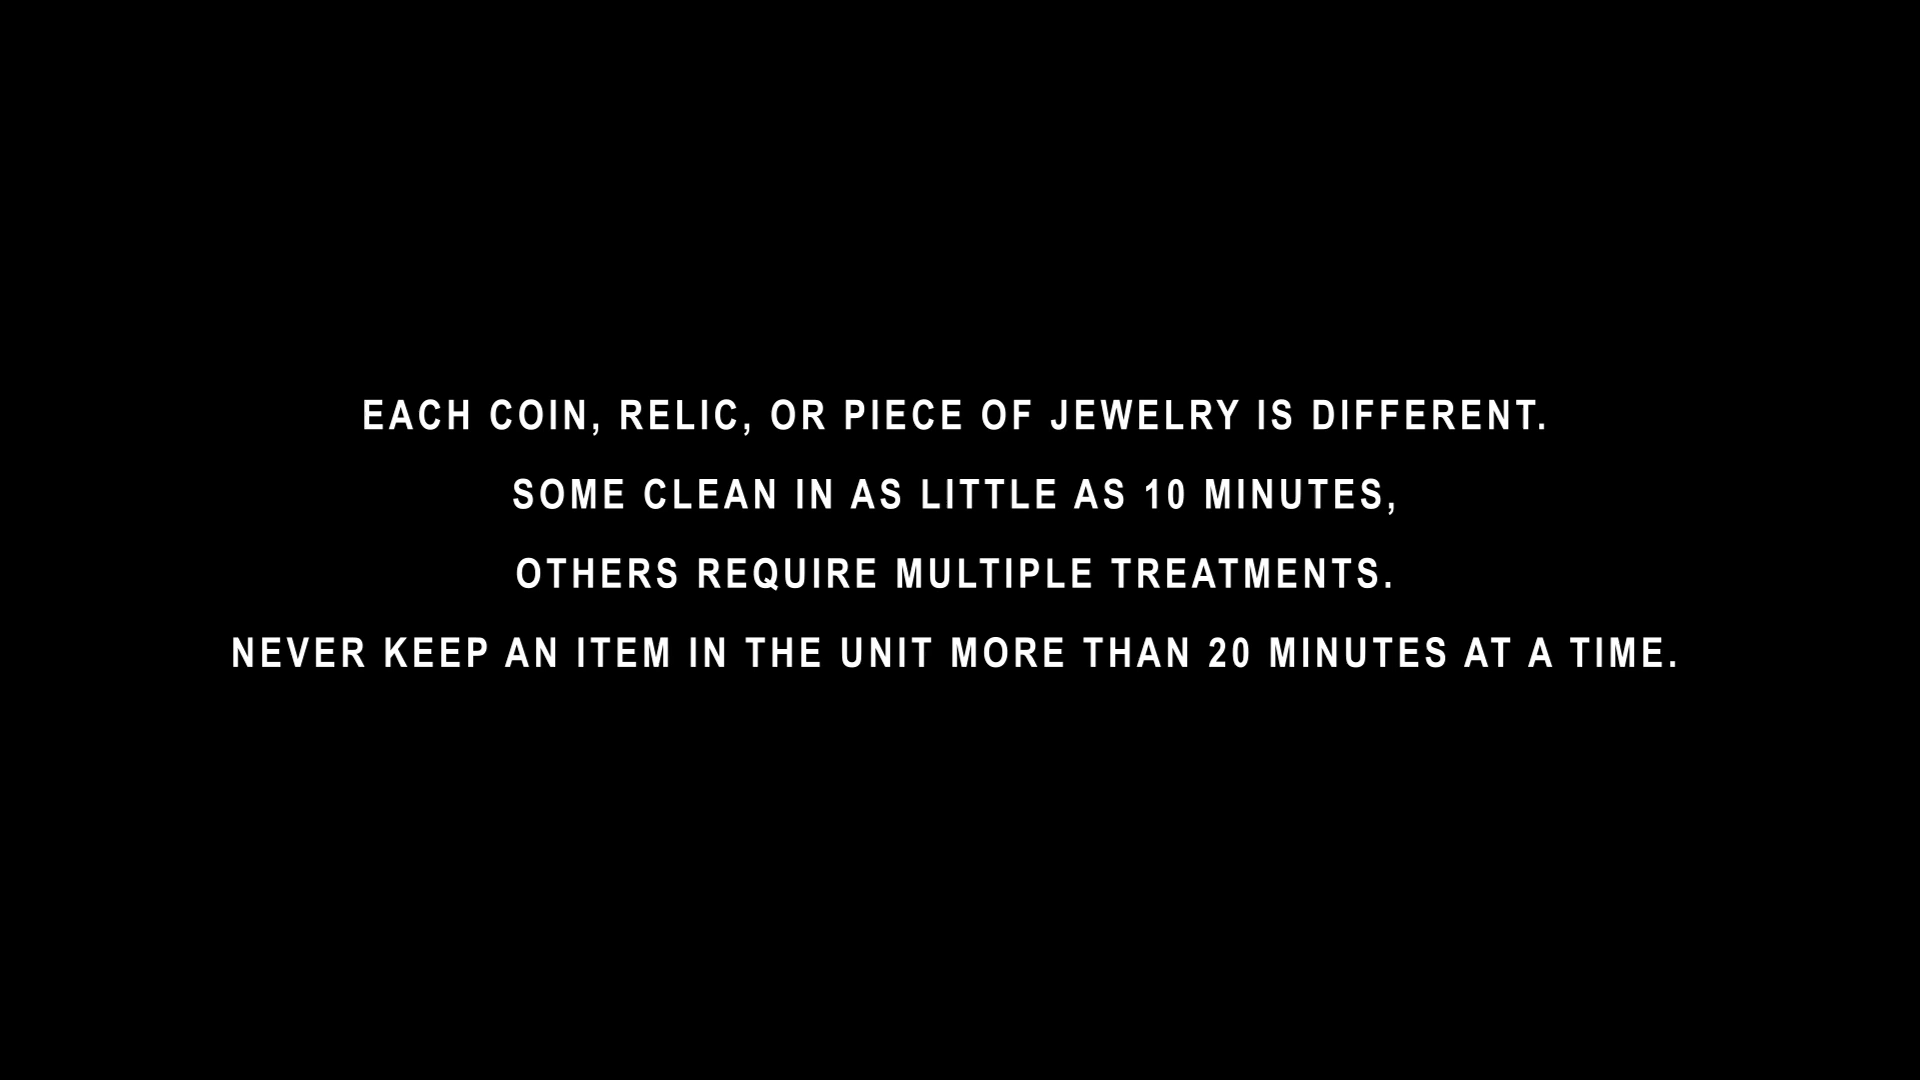 EACH COIN, RELIC, OR PIECE OF JEWELRY IS DIFFERENT.
SOME CLEAN IN AS LITTLE AS 10 MINUTES,
OTHERS REQUIRE MULTIPLE TREATMENTS.
NEVER KEEP AN ITEM IN THE UNIT MORE THAN 20 MINUTES AT A TIME.